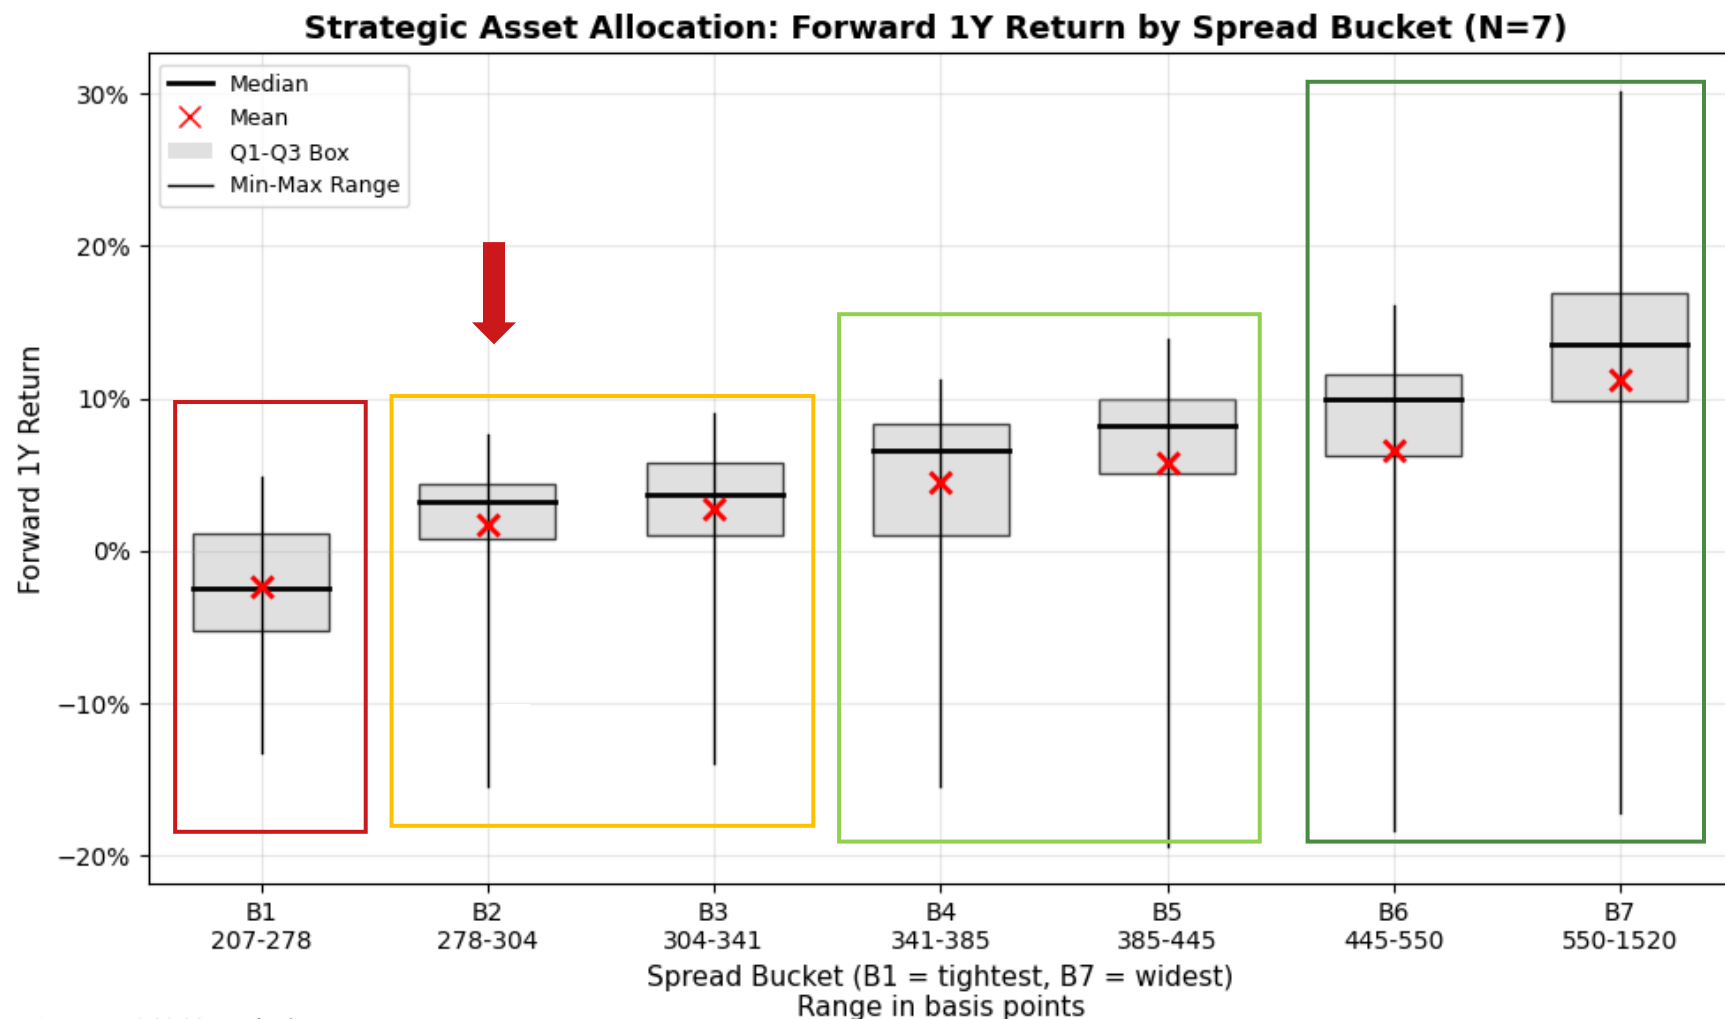 Strategic Asset Allocation: Forward 1Y Return by Spread Bucket (N=7)
Median
Mean
Q1-Q3 Box
Min-Max Range
30%
20%
10%
0%
−10%
−20%
Forward 1Y Return
B1
207-278
B2
278-304
B3
304-341
B4
341-385
B5
385-445
B6
445-550
B7
550-1520
Spread Bucket (B1 = tightest, B7 = widest)
Range in basis points